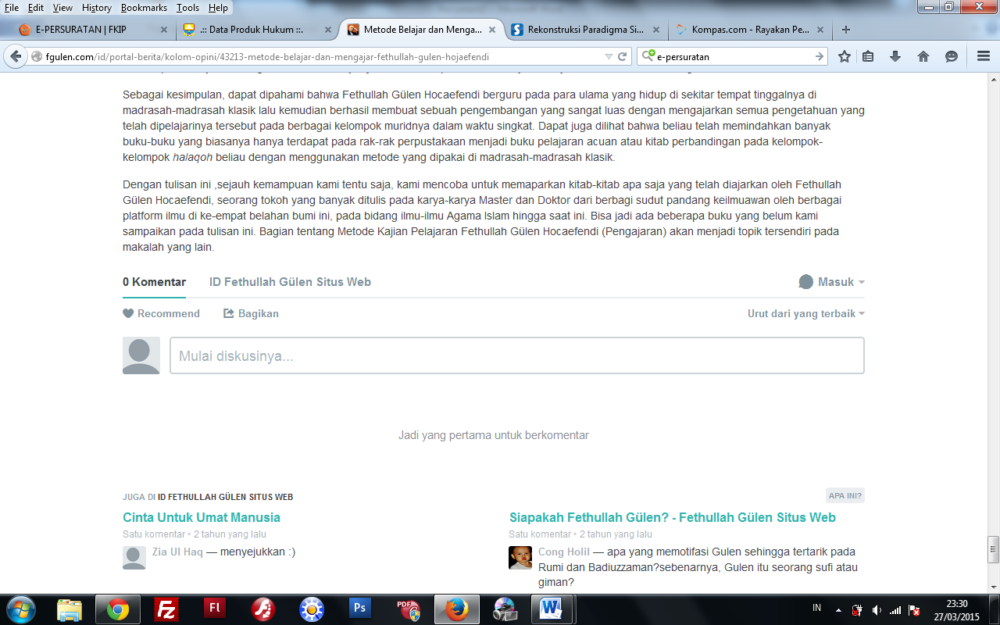 File Edit View History Bookmarks Tools Help
E-PERSURATAN | FKIP
.:: Data Produk Hukum ::.
Metode Belajar dan Menga...
Rekonstruksi Paradigma Si...
Kompas.com - Rayakan Pe...
fgulen.com/id/portal-berita/kolom-opini/43213-metode-belajar-dan-mengajar-fethullah-gulen-hojaefendi
e-persuratan
Sebagai kesimpulan, dapat dipahami bahwa Fethullah Gülen Hocaefendi berguru pada para ulama yang hidup di sekitar tempat tinggalnya di
madrasah-madrasah klasik lalu kemudian berhasil membuat sebuah pengembangan yang sangat luas dengan mengajarkan semua pengetahuan yang
telah dipelajarinya tersebut pada berbagai kelompok muridnya dalam waktu singkat. Dapat juga dilihat bahwa beliau telah memindahkan banyak
buku-buku yang biasanya hanya terdapat pada rak-rak perpustakaan menjadi buku pelajaran acuan atau kitab perbandingan pada kelompok-
kelompok halaqoh beliau dengan menggunakan metode yang dipakai di madrasah-madrasah klasik.
Dengan tulisan ini ,sejauh kemampuan kami tentu saja, kami mencoba untuk memaparkan kitab-kitab apa saja yang telah diajarkan oleh Fethullah
Gülen Hocaefendi, seorang tokoh yang banyak ditulis pada karya-karya Master dan Doktor dari berbagi sudut pandang keilmuawan oleh berbagai
platform ilmu di ke-empat belahan bumi ini, pada bidang ilmu-ilmu Agama Islam hingga saat ini. Bisa jadi ada beberapa buku yang belum kami
sampaikan pada tulisan ini. Bagian tentang Metode Kajian Pelajaran Fethullah Gülen Hocaefendi (Pengajaran) akan menjadi topik tersendiri pada
makalah yang lain.
0 Komentar ID Fethullah Gülen Situs Web Masuk
Recommend Bagikan Urut dari yang terbaik
Mulai diskusinya...
Jadi yang pertama untuk berkomentar
JUGA DI ID FETHULLAH GÜLEN SITUS WEB
APA INI?
Cinta Untuk Umat Manusia
Satu komentar • 2 tahun yang lalu
Zia Ul Haq — menyejukkan :)
Siapakah Fethullah Gülen? - Fethullah Gülen Situs Web
Satu komentar • 2 tahun yang lalu
Cong Holil — apa yang memotifasi Gulen sehingga tertarik pada
Rumi dan Badiuzzaman?sebenarnya, Gulen itu seorang sufi atau
giman?
Fz
Fl
Ps
PDF
W
IN
23:30
27/03/2015